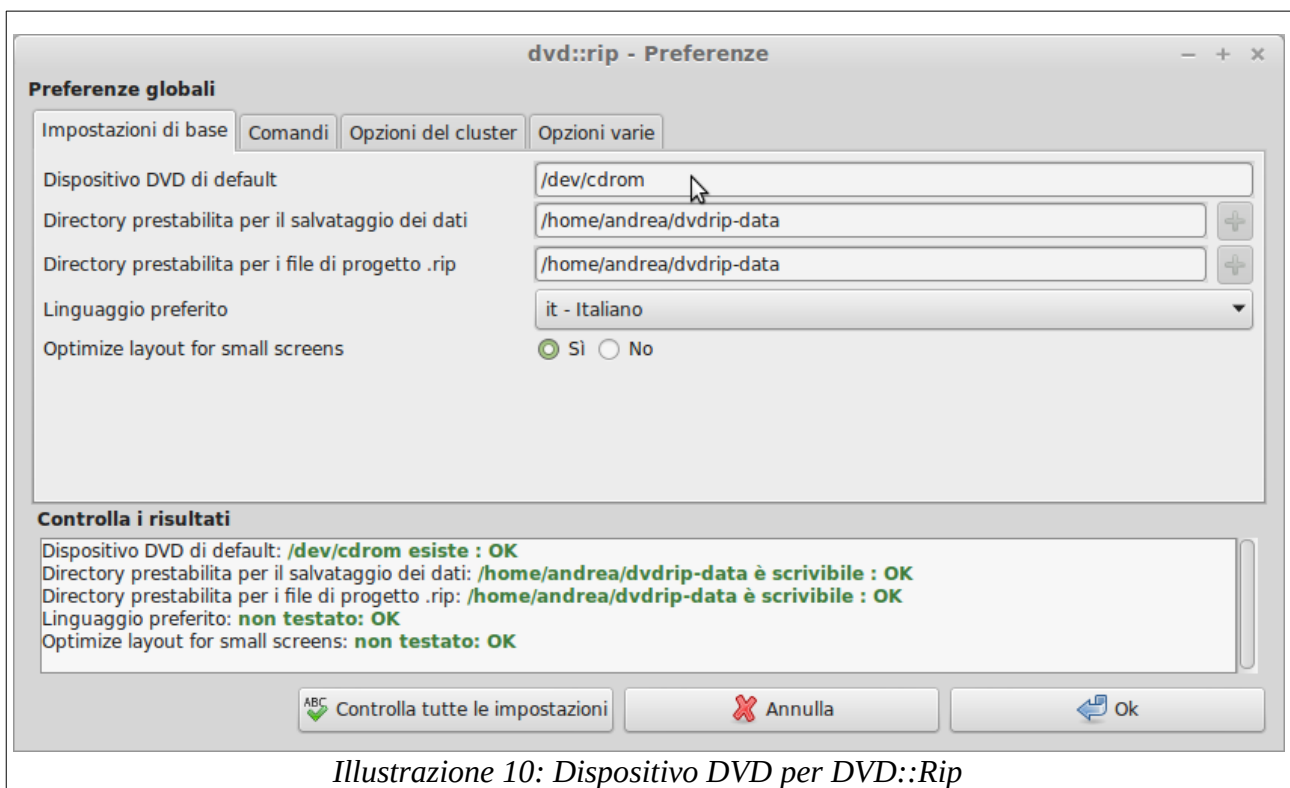 dvd::rip - Preferenze
Preferenze globali
Impostazioni di base Comandi Opzioni del cluster Opzioni varie
Dispositivo DVD di default /dev/cdrom
Directory prestabilita per il salvataggio dei dati /home/andrea/dvdrip-data
Directory prestabilita per i file di progetto .rip /home/andrea/dvdrip-data
Linguaggio preferito it - Italiano
Optimize layout for small screens Sì No
Controlla i risultati
Dispositivo DVD di default: /dev/cdrom esiste : OK
Directory prestabilita per il salvataggio dei dati: /home/andrea/dvdrip-data è scrivibile : OK
Directory prestabilita per i file di progetto .rip: /home/andrea/dvdrip-data è scrivibile : OK
Linguaggio preferito: non testato: OK
Optimize layout for small screens: non testato: OK
ABC Controlla tutte le impostazioni Annulla Ok
Illustrazione 10: Dispositivo DVD per DVD::Rip